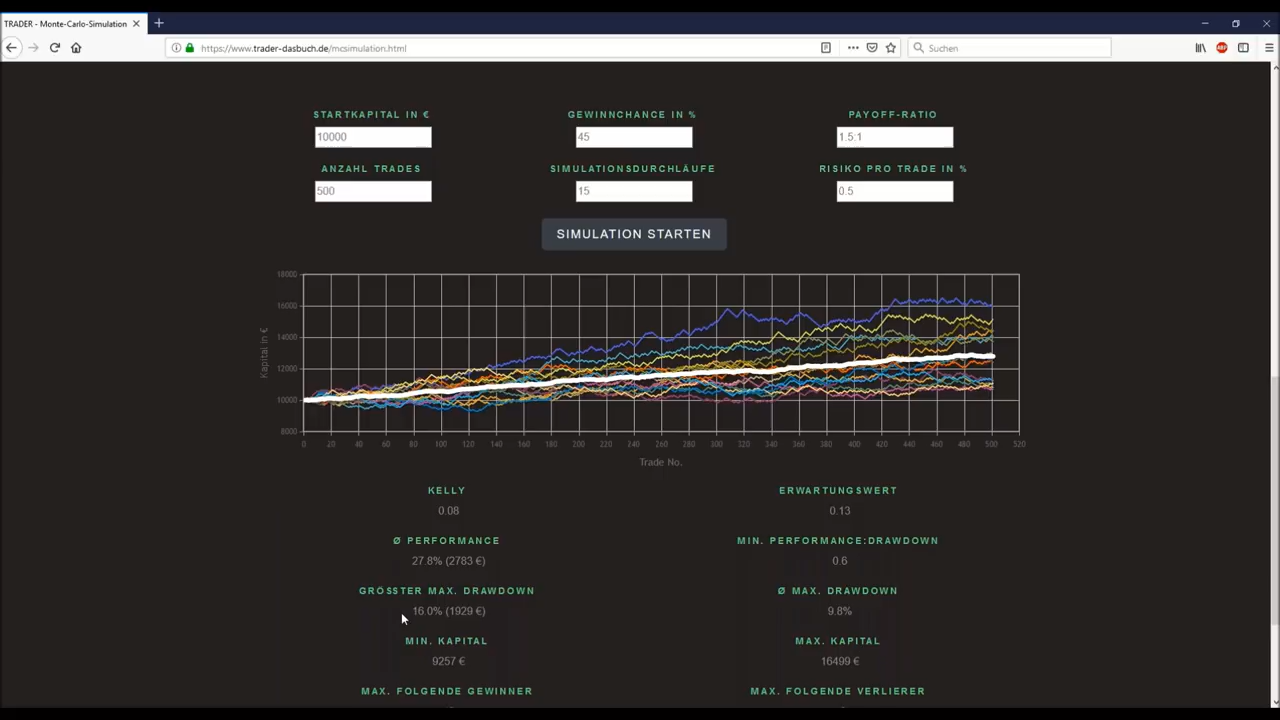 TRADER - Monte-Carlo-Simulation
https://www.trader-dasbuch.de/mcsimulation.html
Suchen
ABP
STARTKAPITAL IN €
GEWINNCHANCE IN %
PAYOFF-RATIO
10000
45
1.5:1
ANZAHL TRADES
SIMULATIONSDURCHLÄUFE
RISIKO PRO TRADE IN %
500
15
0.5
SIMULATION STARTEN
18000
16000
14000
12000
10000
8000
Kapital in €
0 20 40 60 80 100 120 140 160 180 200 220 240 260 280 300 320 340 360 380 400 420 440 460 480 500 520
Trade No.
KELLY
ERWARTUNGSWERT
0.08
0.13
Ø PERFORMANCE
MIN. PERFORMANCE:DRAWDOWN
27.8% (2783 €)
0.6
GRÖSSTER MAX. DRAWDOWN
Ø MAX. DRAWDOWN
16.0% (1929 €)
9.8%
MIN. KAPITAL
MAX. KAPITAL
9257 €
16499 €
MAX. FOLGENDE GEWINNER
MAX. FOLGENDE VERLIERER